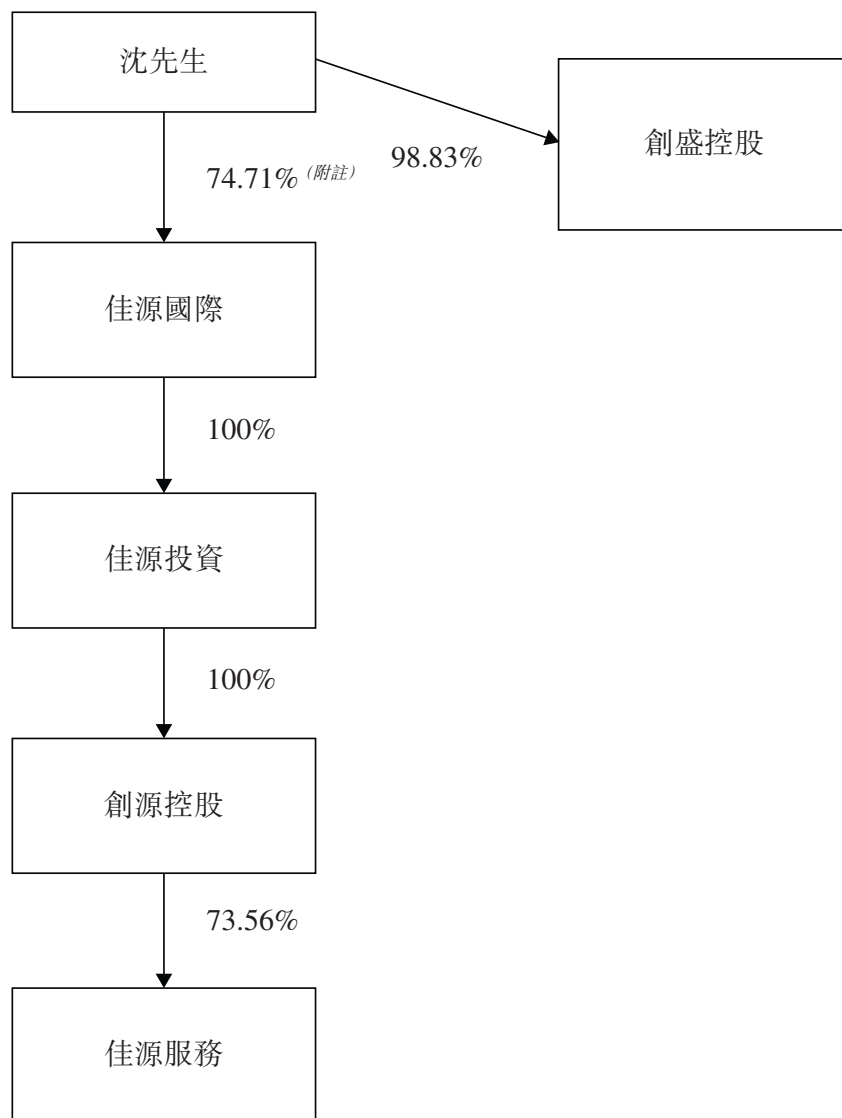 沈先生
創盛控股
98.83%
74.71% (附註)
佳源國際
100%
佳源投資
100%
創源控股
73.56%
佳源服務